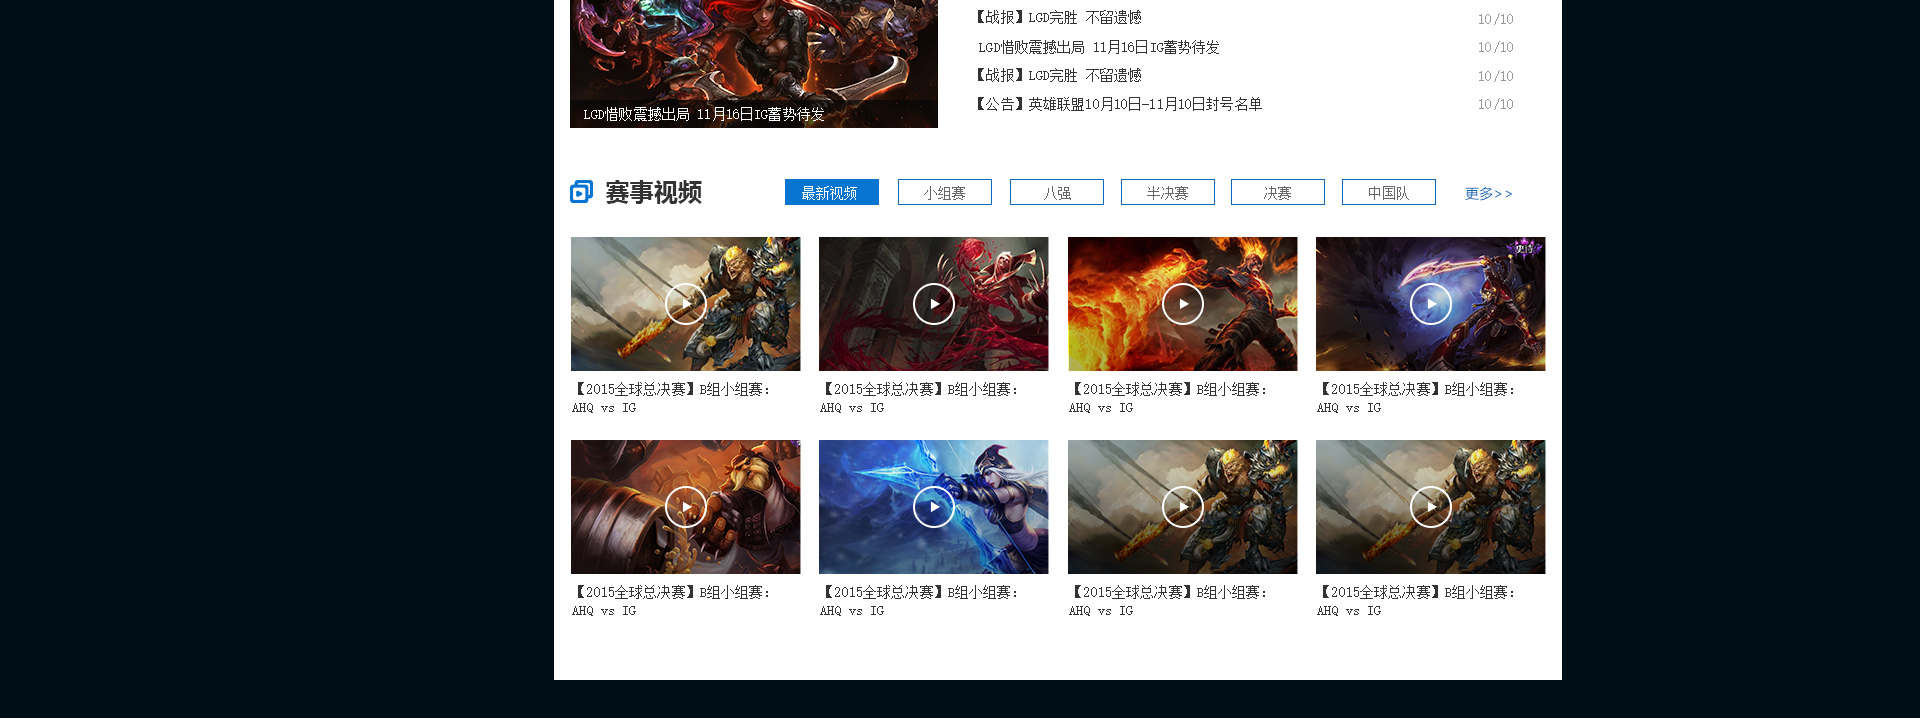 【战报】LGD完胜 不留遗憾 10/10
LGD惜败震撼出局 11月16日IG蓄势待发 10/10
【战报】LGD完胜 不留遗憾 10/10
【公告】英雄联盟10月10日-11月10日封号名单 10/10
LGD惜败震撼出局 11月16日IG蓄势待发
赛事视频 最新视频 小组赛 八强 半决赛 决赛 中国队 更多>>
【2015全球总决赛】B组小组赛:
AHQ vs IG
【2015全球总决赛】B组小组赛:
AHQ vs IG
【2015全球总决赛】B组小组赛:
AHQ vs IG
【2015全球总决赛】B组小组赛:
AHQ vs IG
【2015全球总决赛】B组小组赛:
AHQ vs IG
【2015全球总决赛】B组小组赛:
AHQ vs IG
【2015全球总决赛】B组小组赛:
AHQ vs IG
【2015全球总决赛】B组小组赛:
AHQ vs IG